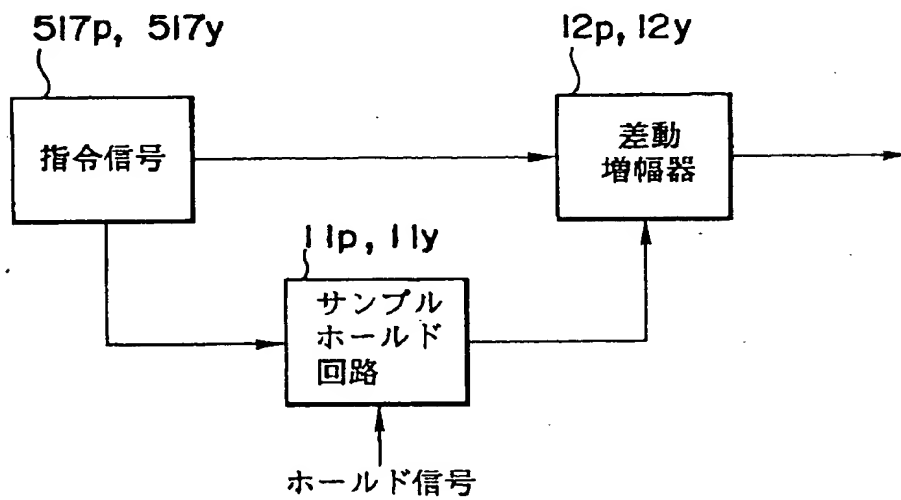 517p, 517y
12p, 12y
指令信号
差動
増幅器
11p, 11y
サンプル
ホールド
回路
ホールド信号